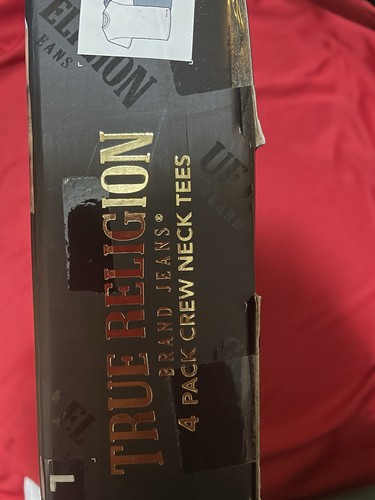 TRUE RELIGION
BRAND JEANS®
4 PACK CREW NECK TEES
L